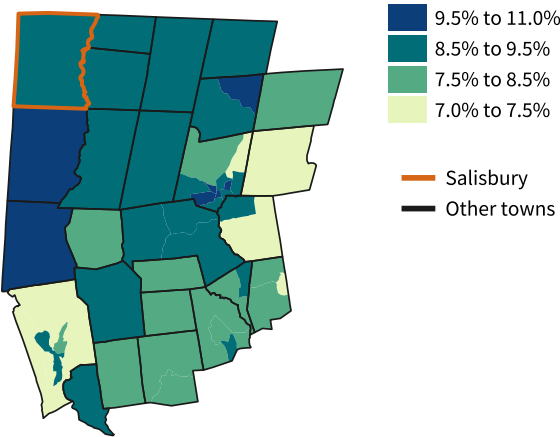 9.5% to 11.0%
8.5% to 9.5%
7.5% to 8.5%
7.0% to 7.5%
Salisbury
Other towns